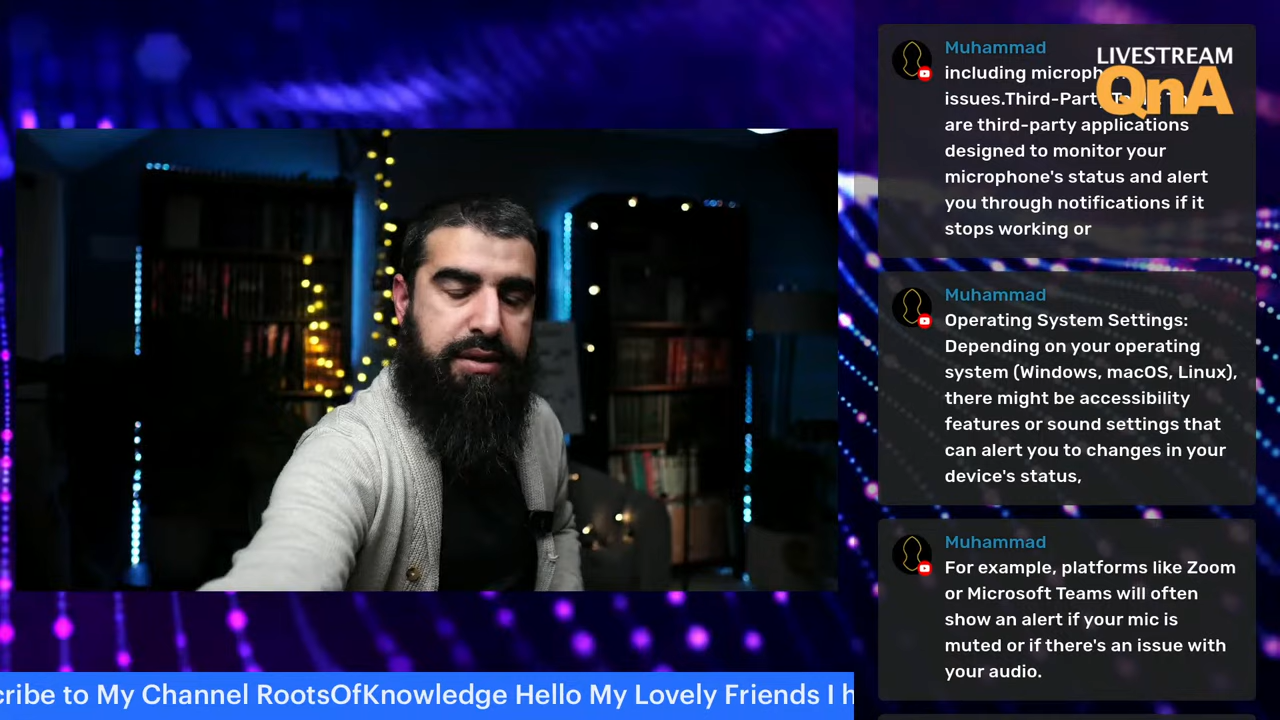 LIVESTREAM
QnA
Muhammad
including
issues.Third-Party
are third-party applications
designed to monitor your
microphone's status and alert
you through notifications if it
stops working or
Muhammad
Operating System Settings:
Depending on your operating
system (Windows, macOS, Linux),
there might be accessibility
features or sound settings that
can alert you to changes in your
device's status,
Muhammad
For example, platforms like Zoom
or Microsoft Teams will often
show an alert if your mic is
muted or if there's an issue with
your audio.
cribe to My Channel RootsOfKnowledge Hello My Lovely Friends I h